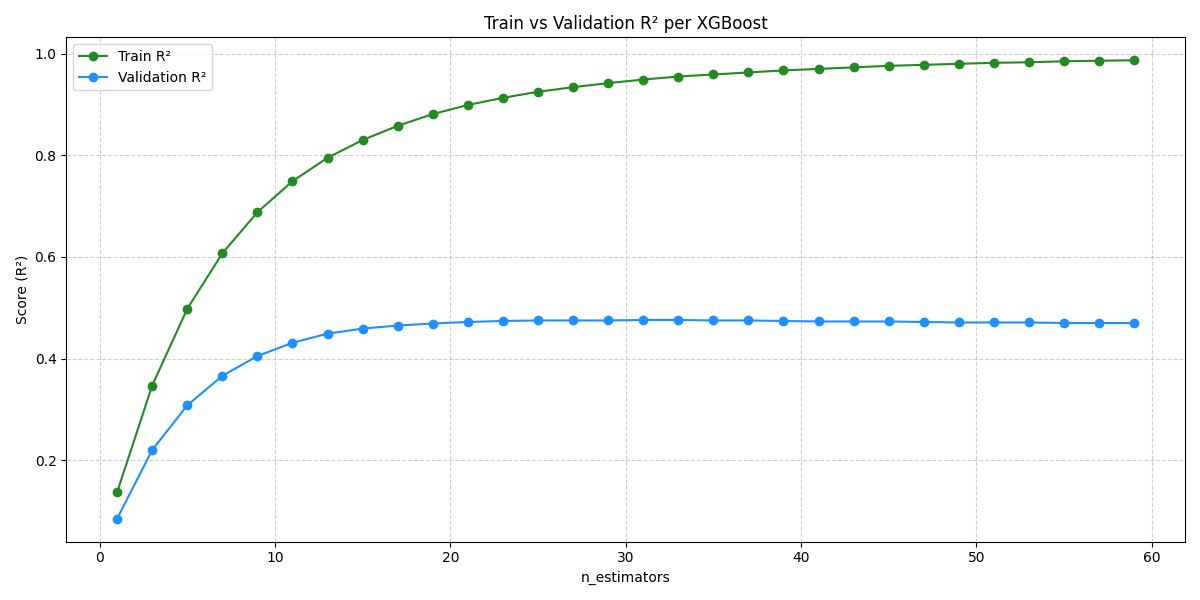 Train vs Validation R² per XGBoost
Train R²
Validation R²
Score (R²)
1.0
0.8
0.6
0.4
0.2
0
10
20
30
40
50
60
n_estimators